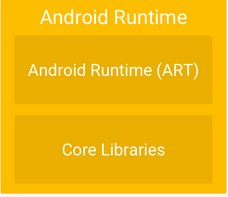 Android Runtime
Android Runtime (ART)
Core Libraries